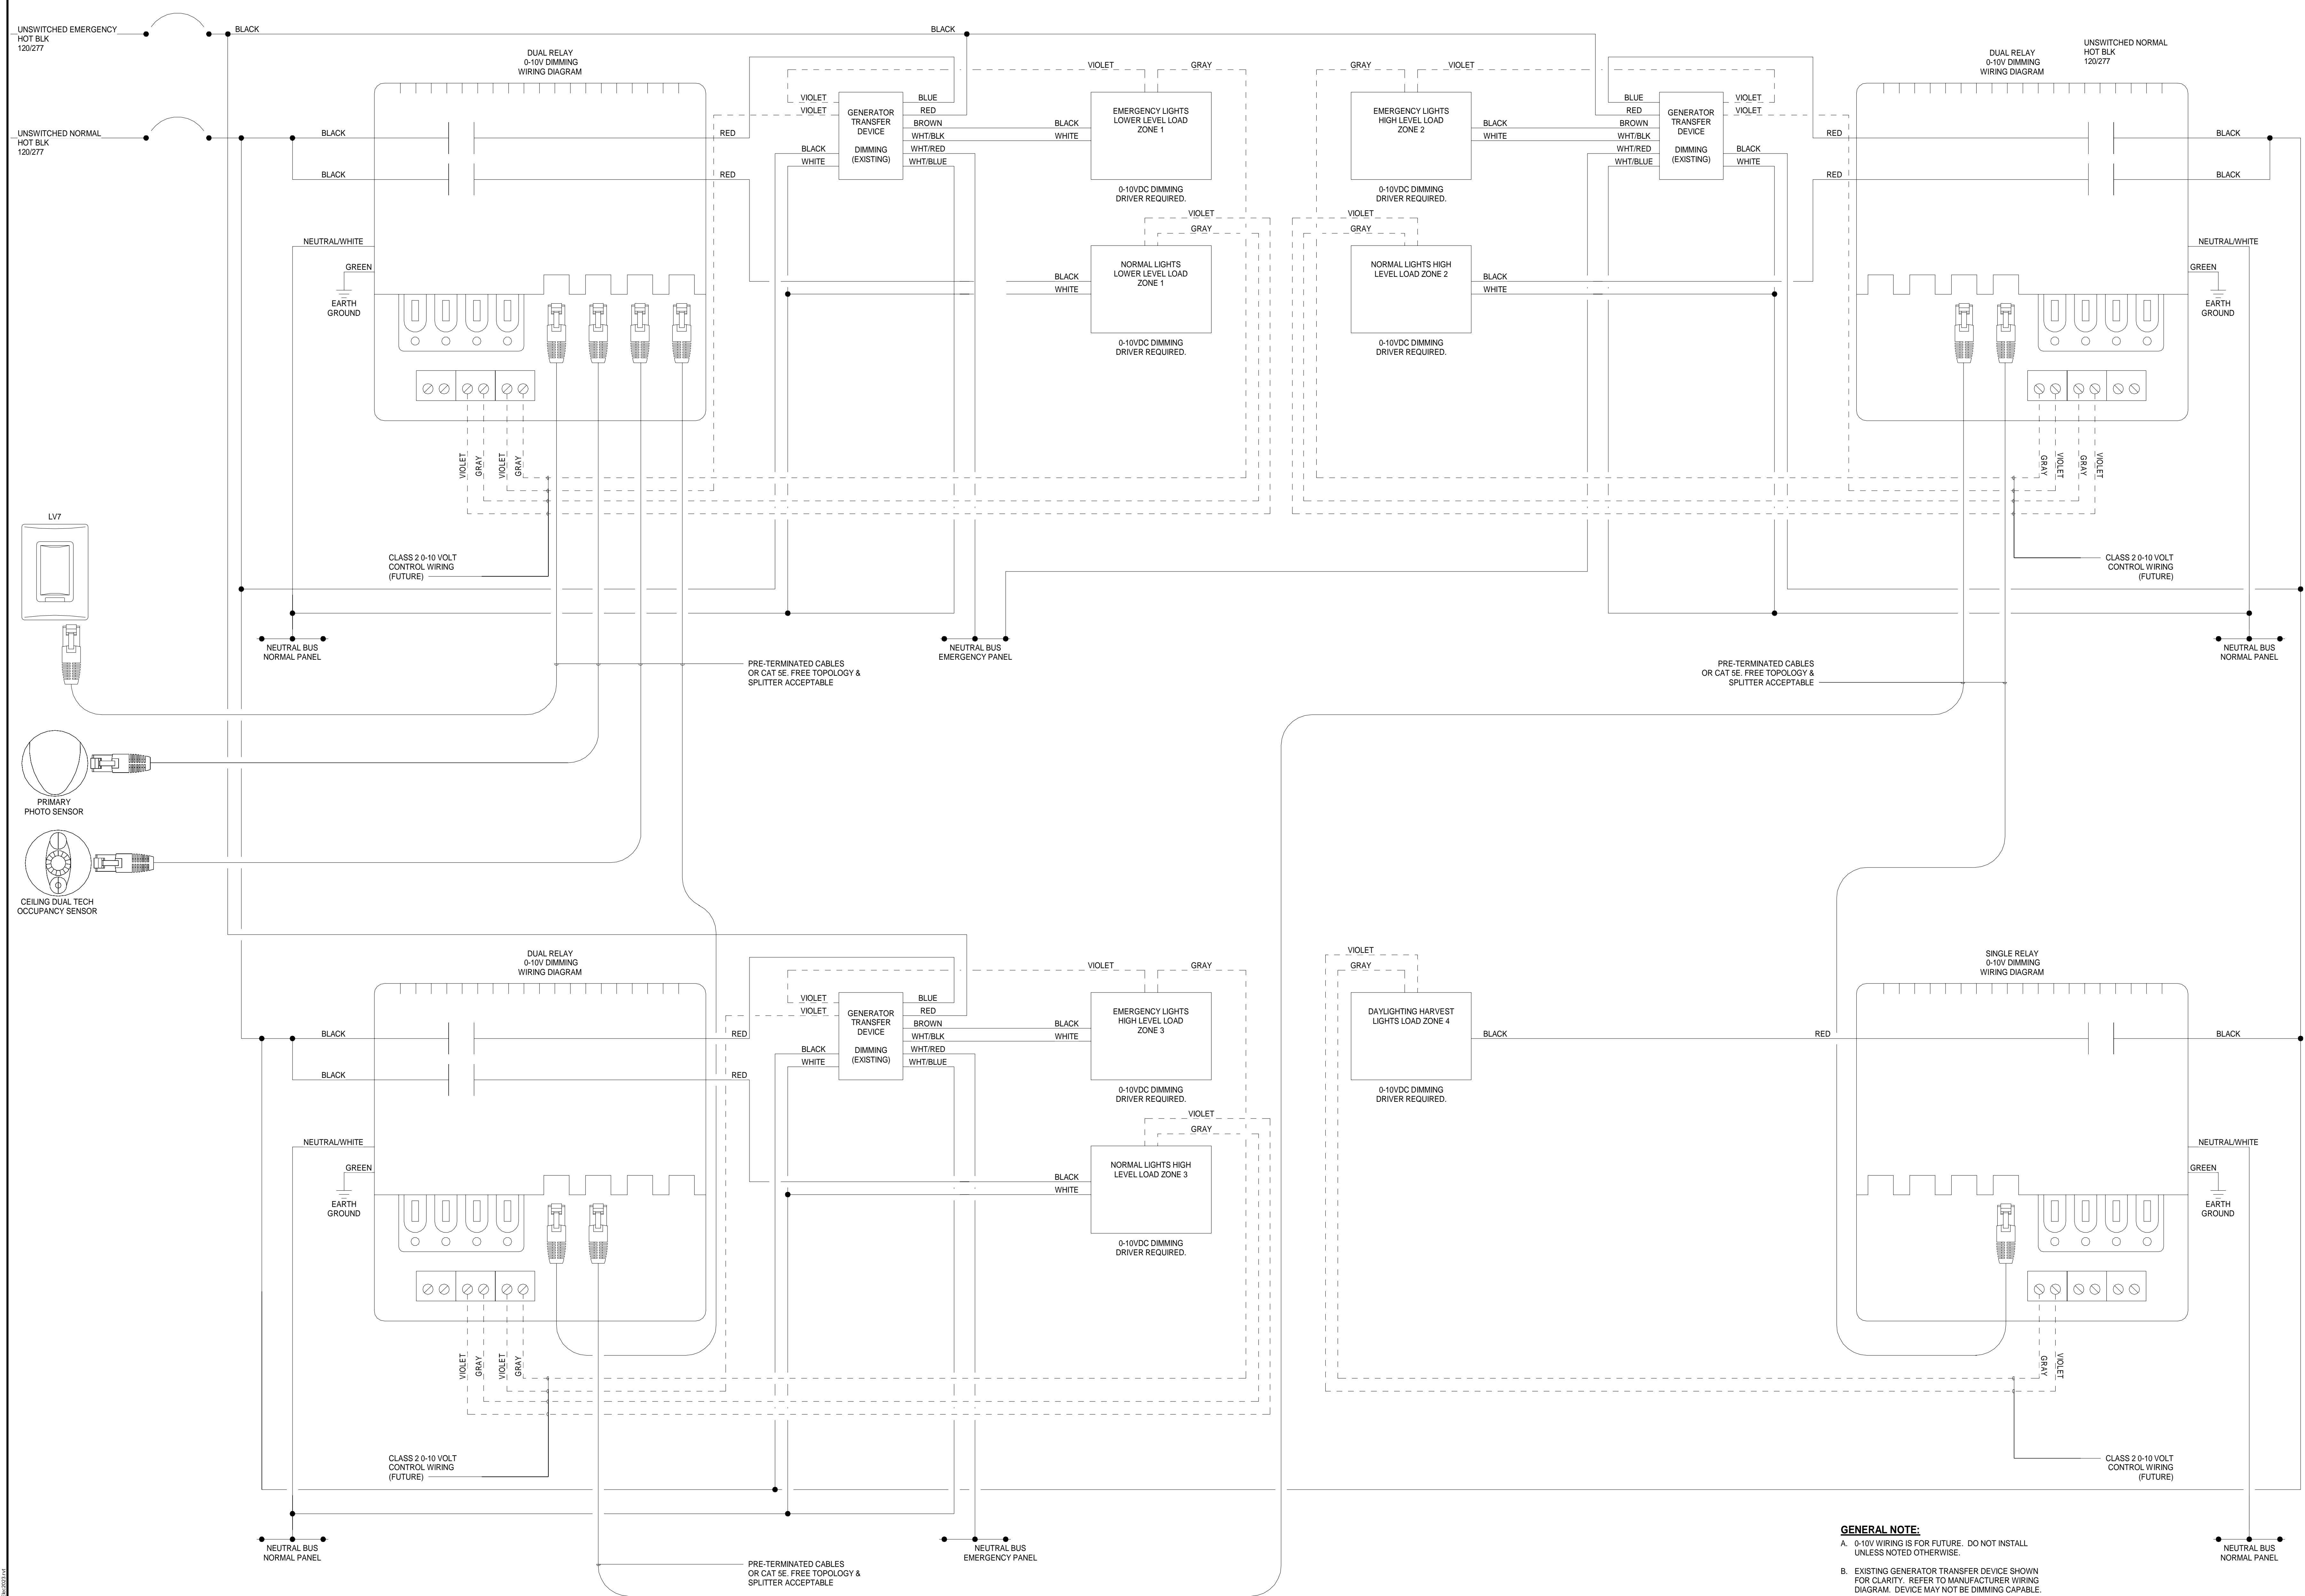 UNSWITCHED EMERGENCY
HOT BLK
120/277
BLACK
BLACK
UNSWITCHED NORMAL
HOT BLK
120/277
DUAL RELAY
0-10V DIMMING
WIRING DIAGRAM
BLACK
BLACK
RED
RED
NEUTRAL/WHITE
GREEN
EARTH
GROUND
VIOLET
GRAY
VIOLET
GRAY
CLASS 2 0-10 VOLT
CONTROL WIRING
(FUTURE)
NEUTRAL BUS
NORMAL PANEL
VIOLET
VIOLET
BLACK
WHITE
GENERATOR
TRANSFER
DEVICE
DIMMING
(EXISTING)
BLUE
RED
BROWN
WHT/BLK
WHT/RED
WHT/BLUE
VIOLET
GRAY
BLACK
WHITE
EMERGENCY LIGHTS
LOWER LEVEL LOAD
ZONE 1
0-10VDC DIMMING
DRIVER REQUIRED.
VIOLET
GRAY
BLACK
WHITE
NORMAL LIGHTS
LOWER LEVEL LOAD
ZONE 1
0-10VDC DIMMING
DRIVER REQUIRED.
NEUTRAL BUS
EMERGENCY PANEL
PRE-TERMINATED CABLES
OR CAT 5E. FREE TOPOLOGY &
SPLITTER ACCEPTABLE
GRAY
VIOLET
EMERGENCY LIGHTS
HIGH LEVEL LOAD
ZONE 2
BLACK
WHITE
0-10VDC DIMMING
DRIVER REQUIRED.
VIOLET
GRAY
NORMAL LIGHTS HIGH
LEVEL LOAD ZONE 2
BLACK
WHITE
0-10VDC DIMMING
DRIVER REQUIRED.
BLUE
RED
BROWN
WHT/BLK
WHT/RED
WHT/BLUE
GENERATOR
TRANSFER
DEVICE
DIMMING
(EXISTING)
VIOLET
VIOLET
BLACK
WHITE
DUAL RELAY
0-10V DIMMING
WIRING DIAGRAM
UNSWITCHED NORMAL
HOT BLK
120/277
RED
RED
BLACK
BLACK
NEUTRAL/WHITE
GREEN
EARTH
GROUND
GRAY
VIOLET
GRAY
VIOLET
CLASS 2 0-10 VOLT
CONTROL WIRING
(FUTURE)
NEUTRAL BUS
NORMAL PANEL
PRE-TERMINATED CABLES
OR CAT 5E. FREE TOPOLOGY &
SPLITTER ACCEPTABLE
LV7
PRIMARY
PHOTO SENSOR
CEILING DUAL TECH
OCCUPANCY SENSOR
DUAL RELAY
0-10V DIMMING
WIRING DIAGRAM
BLACK
BLACK
RED
RED
NEUTRAL/WHITE
GREEN
EARTH
GROUND
VIOLET
GRAY
VIOLET
GRAY
CLASS 2 0-10 VOLT
CONTROL WIRING
(FUTURE)
NEUTRAL BUS
NORMAL PANEL
VIOLET
VIOLET
BLACK
WHITE
GENERATOR
TRANSFER
DEVICE
DIMMING
(EXISTING)
BLUE
RED
BROWN
WHT/BLK
WHT/RED
WHT/BLUE
VIOLET
GRAY
BLACK
WHITE
EMERGENCY LIGHTS
HIGH LEVEL LOAD
ZONE 3
0-10VDC DIMMING
DRIVER REQUIRED.
VIOLET
GRAY
BLACK
WHITE
NORMAL LIGHTS HIGH
LEVEL LOAD ZONE 3
0-10VDC DIMMING
DRIVER REQUIRED.
NEUTRAL BUS
EMERGENCY PANEL
PRE-TERMINATED CABLES
OR CAT 5E. FREE TOPOLOGY &
SPLITTER ACCEPTABLE
VIOLET
GRAY
DAYLIGHTING HARVEST
LIGHTS LOAD ZONE 4
BLACK
0-10VDC DIMMING
DRIVER REQUIRED.
SINGLE RELAY
0-10V DIMMING
WIRING DIAGRAM
RED
BLACK
NEUTRAL/WHITE
GREEN
EARTH
GROUND
GRAY
VIOLET
CLASS 2 0-10 VOLT
CONTROL WIRING
(FUTURE)
NEUTRAL BUS
NORMAL PANEL
GENERAL NOTE:
A. 0-10V WIRING IS FOR FUTURE. DO NOT INSTALL
UNLESS NOTED OTHERWISE.
B. EXISTING GENERATOR TRANSFER DEVICE SHOWN
FOR CLARITY. REFER TO MANUFACTURER WIRING
DIAGRAM. DEVICE MAY NOT BE DIMMING CAPABLE.